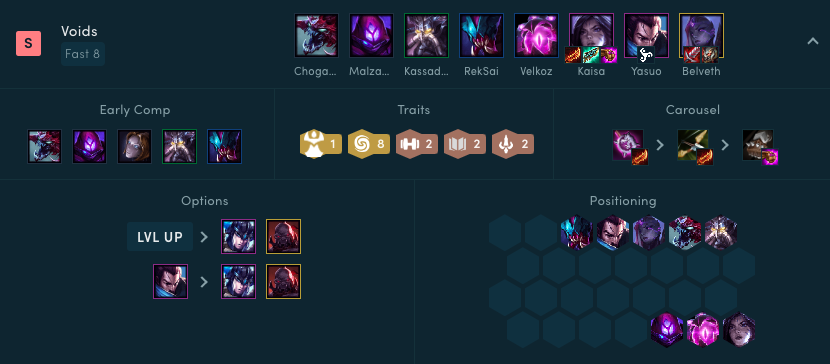 S
Voids
Fast 8
Choga...
Malza...
Kassad...
RekSai
Velkoz
Kaisa
Yasuo
Belveth
Early Comp
Traits
Carousel
1
8
2
2
2
Options
Positioning
LVL UP